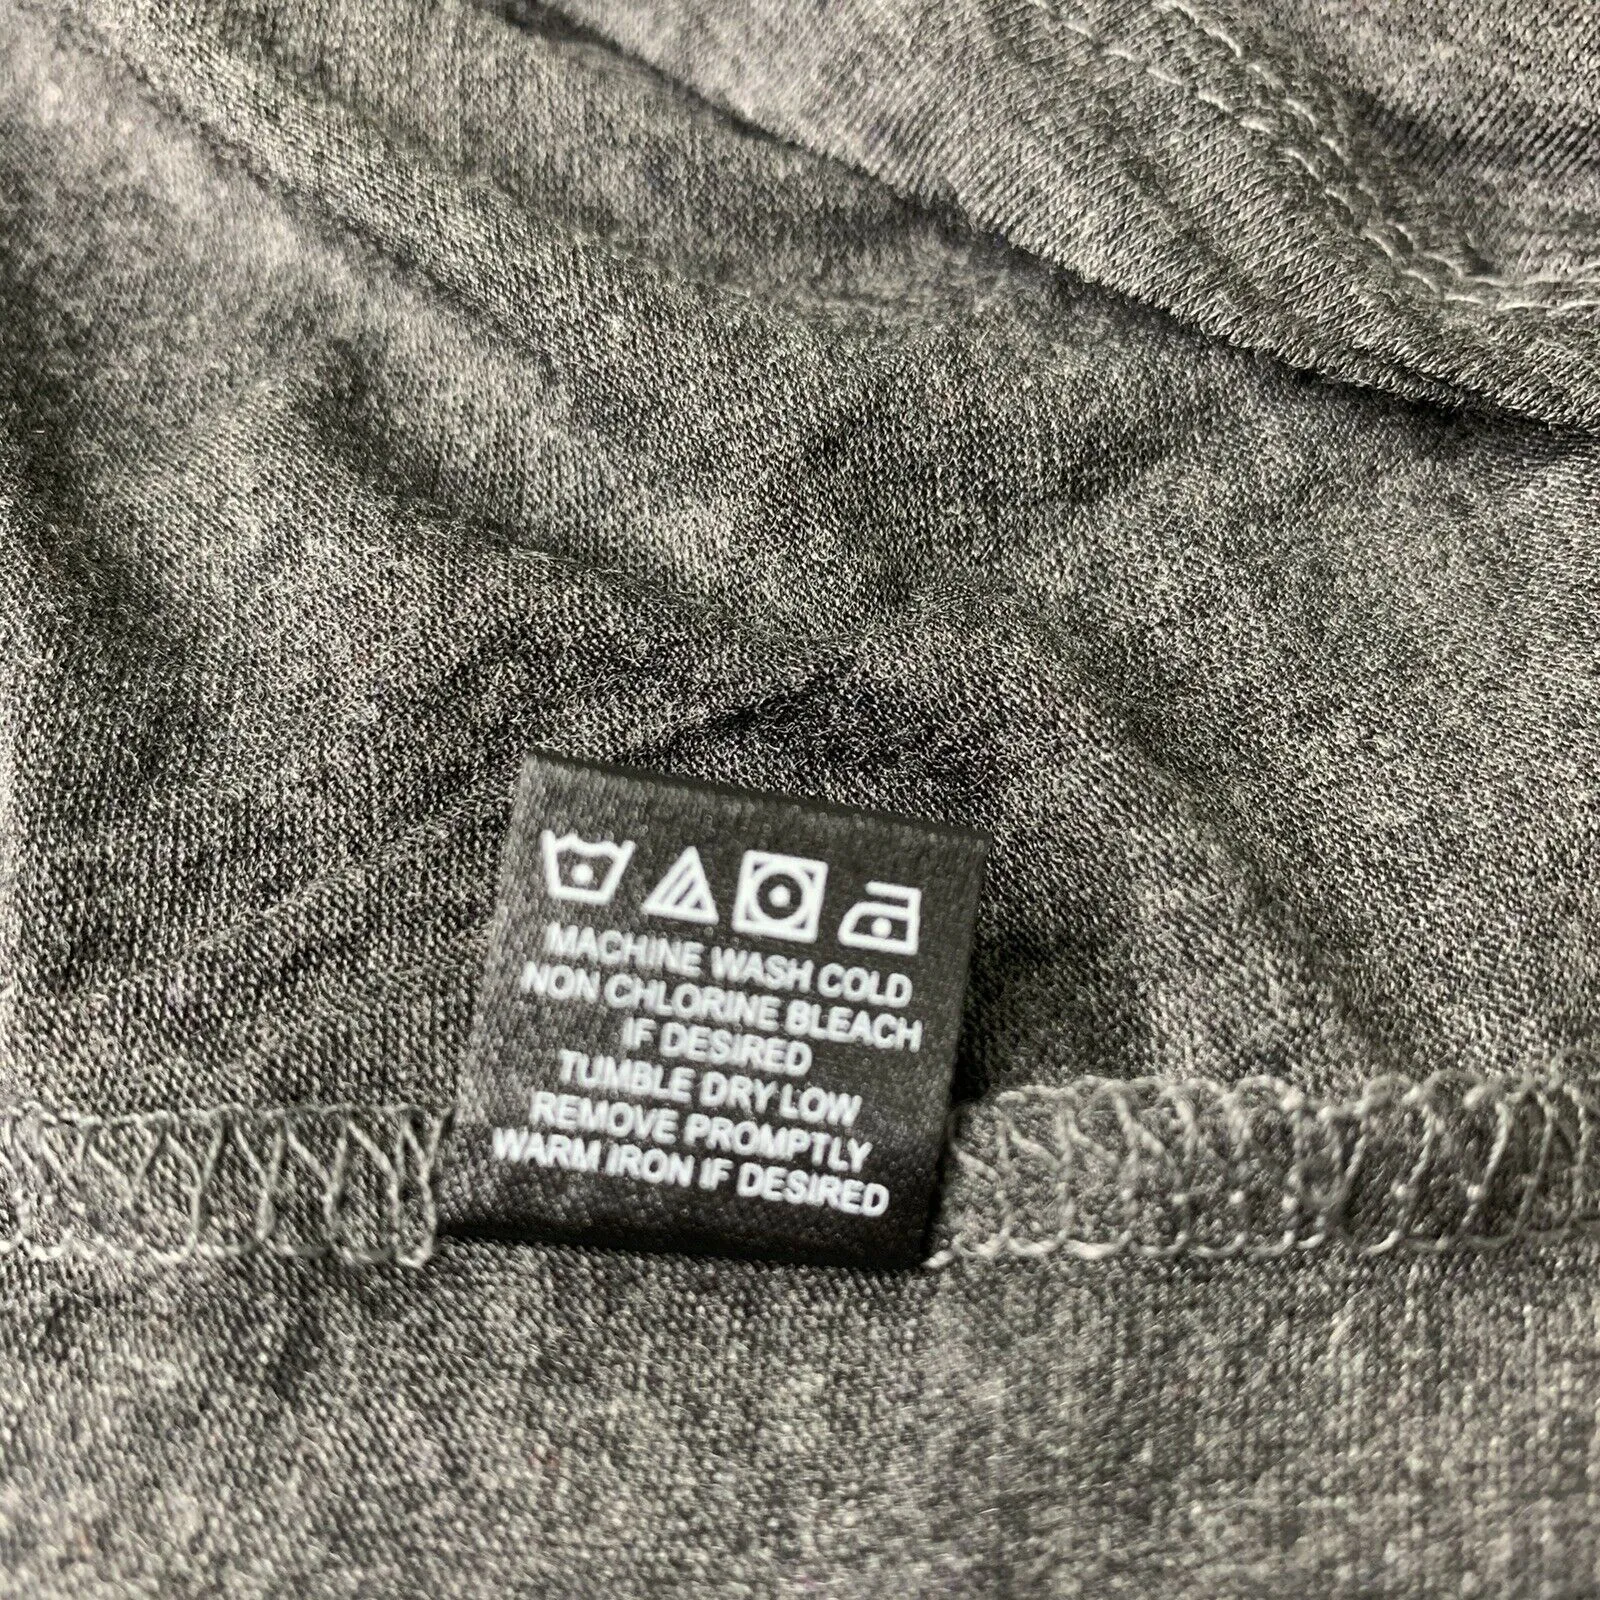 MACHINE WASH COLD
NON CHLORINE BLEACH
IF DESIRED
TUMBLE DRY LOW
REMOVE PROMPTLY
WARM IRON IF DESIRED